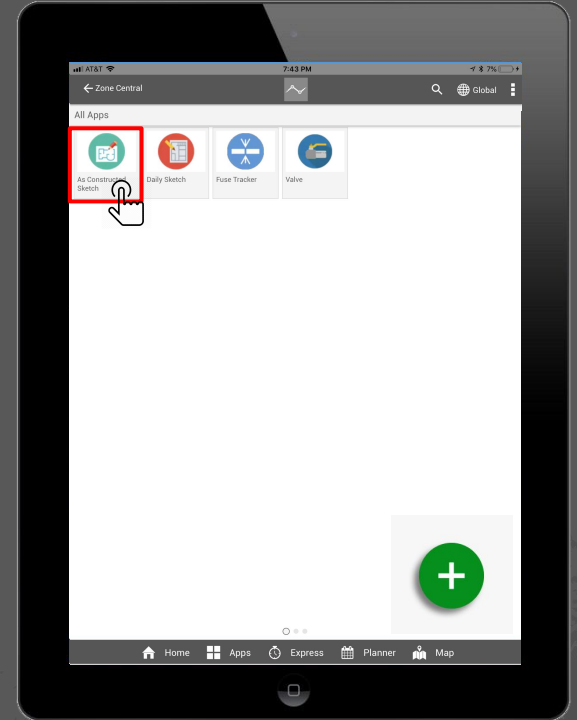 AT&T 7:43 PM 7%
Zone Central Global
All Apps
As Constructed Daily Sketch Fuse Tracker Valve
Sketch
Home Apps Express Planner Map